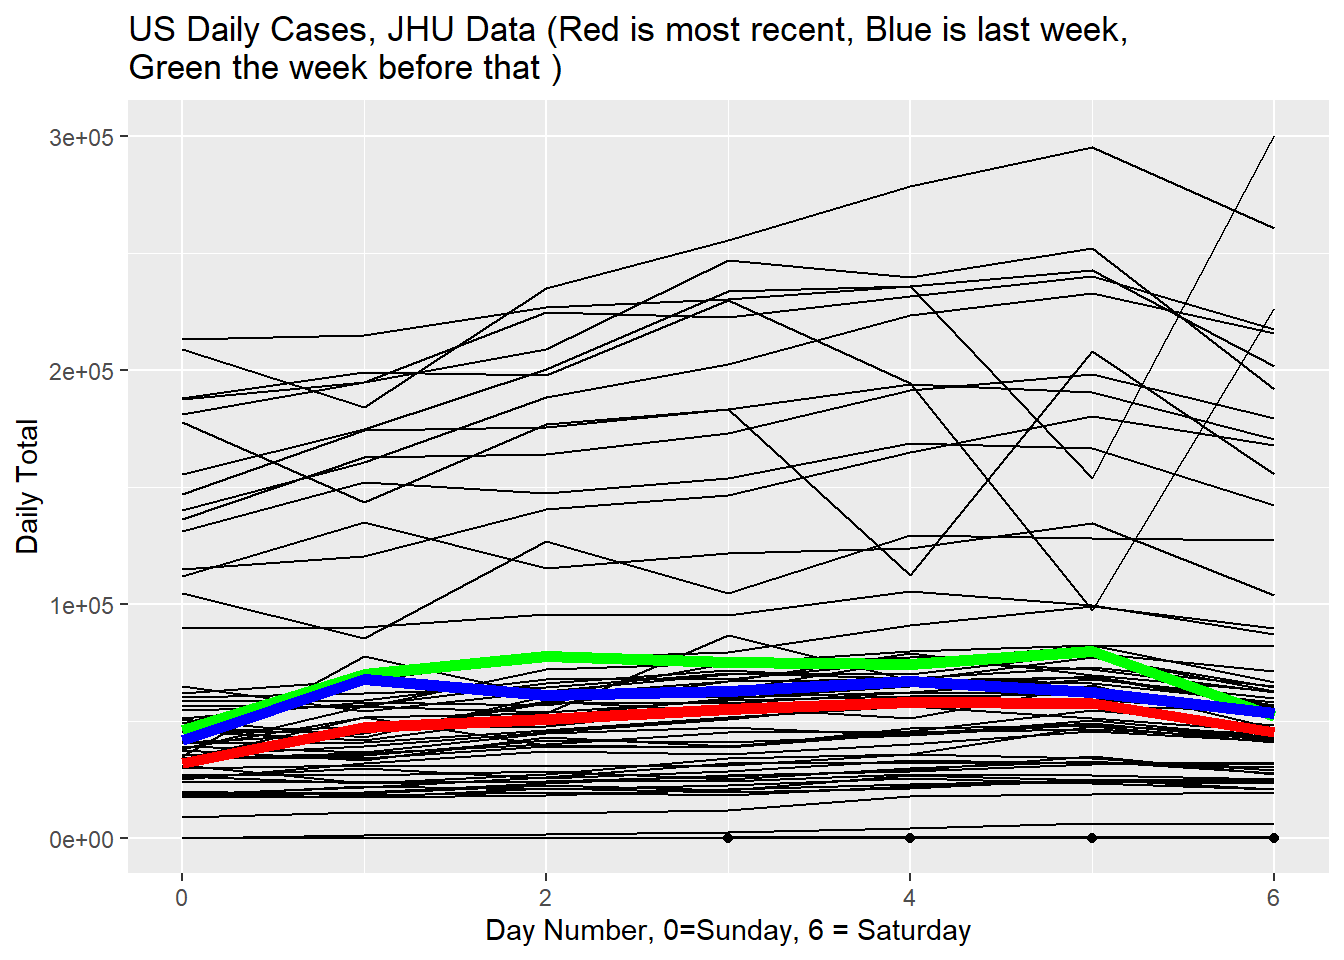 US Daily Cases, JHU Data (Red is most recent, Blue is last week,
Green the week before that )
3e+05
2e+05
1e+05
0e+00
Daily Total
0 2 4 6
Day Number, 0=Sunday, 6 = Saturday